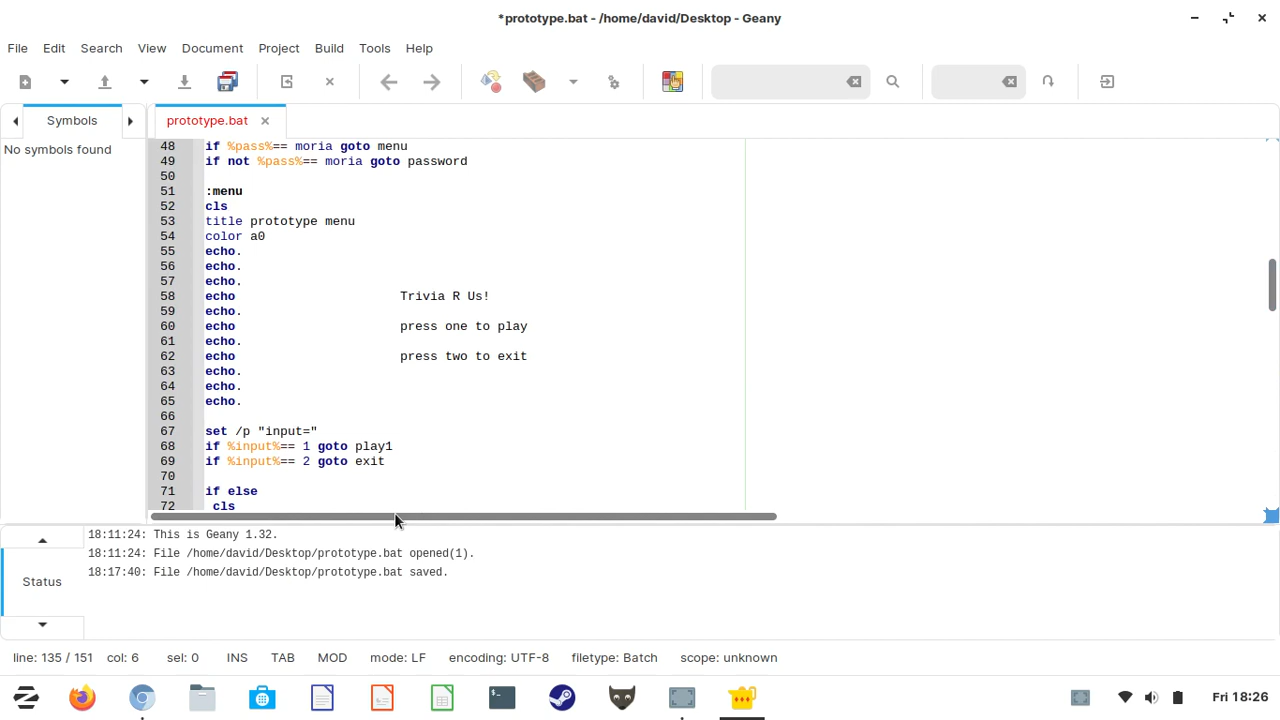 *prototype.bat - /home/david/Desktop - Geany
File Edit Search View Document Project Build Tools Help
Symbols
prototype.bat
No symbols found
48 if %pass%== moria goto menu
49 if not %pass%== moria goto password
50
51 :menu
52 cls
53 title prototype menu
54 color a0
55 echo.
56 echo.
57 echo.
58 echo                      Trivia R Us!
59 echo.
60 echo                      press one to play
61 echo.
62 echo                      press two to exit
63 echo.
64 echo.
65 echo.
66
67 set /p "input="
68 if %input%== 1 goto play1
69 if %input%== 2 goto exit
70
71 if else
72  cls
18:11:24: This is Geany 1.32.
18:11:24: File /home/david/Desktop/prototype.bat opened(1).
18:17:40: File /home/david/Desktop/prototype.bat saved.
Status
line: 135 / 151 col: 6 sel: 0 INS TAB MOD mode: LF encoding: UTF-8 filetype: Batch scope: unknown
Fri 18:26